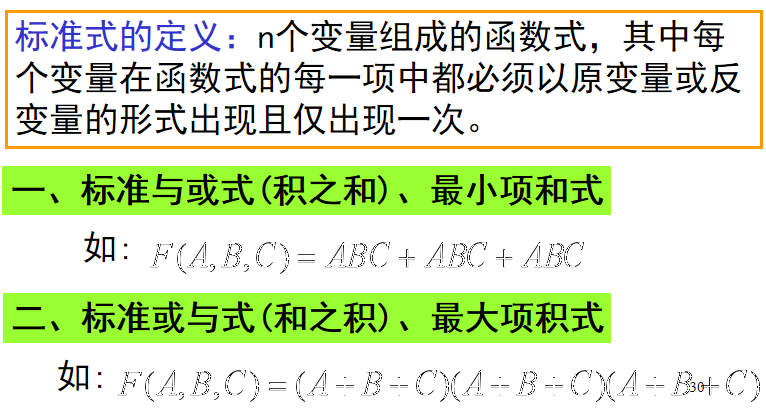 标准式的定义：n个变量组成的函数式，其中每
个变量在函数式的每一项中都必须以原变量或反
变量的形式出现且仅出现一次。
一、标准与或式(积之和)、最小项和式
如: F(A,B,C)=ABC+ABC+ABC
二、标准或与式(和之积)、最大项积式
如: F(A,B,C)=(A+B+C)(A+B+C)(A+B+C)
30